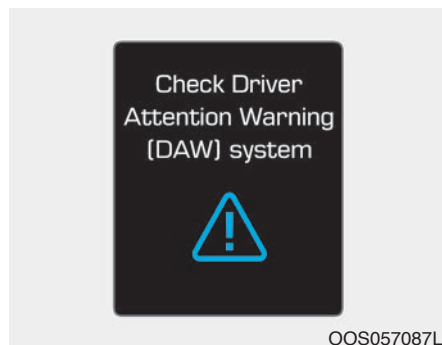 Check Driver
Attention Warning
(DAW) system
OOS057087L